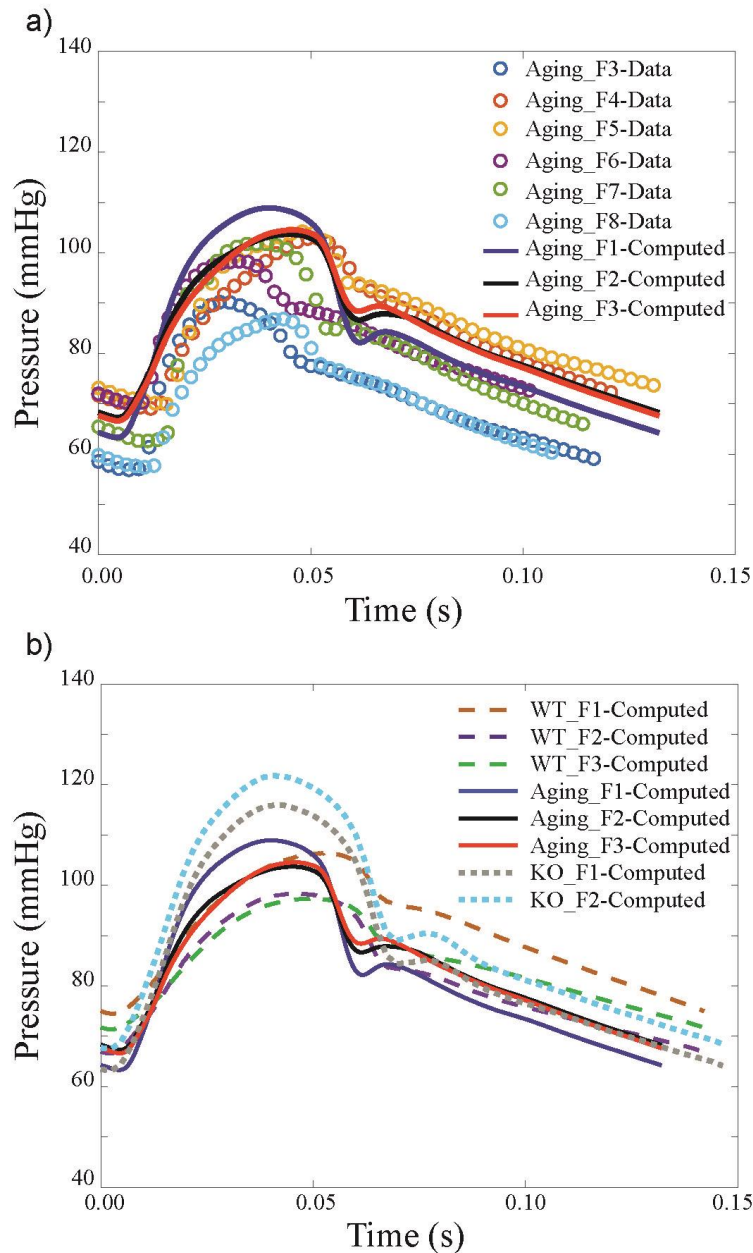 a)
140
120
100
80
60
40
Pressure (mmHg)
Aging_F3-Data
Aging_F4-Data
Aging_F5-Data
Aging_F6-Data
Aging_F7-Data
Aging_F8-Data
Aging_F1-Computed
Aging_F2-Computed
Aging_F3-Computed
0.00
0.05
0.10
0.15
Time (s)
b)
140
120
100
80
60
40
Pressure (mmHg)
WT_F1-Computed
WT_F2-Computed
WT_F3-Computed
Aging_F1-Computed
Aging_F2-Computed
Aging_F3-Computed
KO_F1-Computed
KO_F2-Computed
0.00
0.05
0.10
0.15
Time (s)